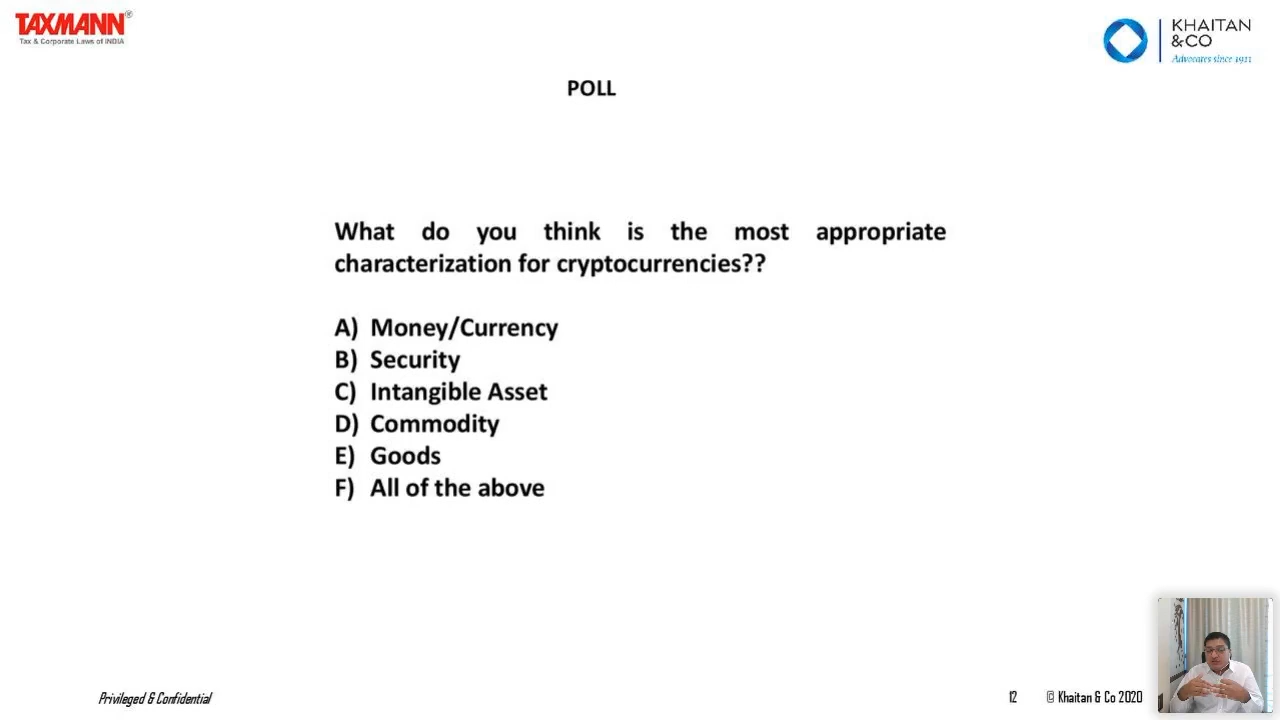 TAXMANN®
Tax & Corporate Laws of INDIA
KHAITAN
&CO
Advocates since 1911
POLL
What do you think is the most appropriate
characterization for cryptocurrencies??
A) Money/Currency
B) Security
C) Intangible Asset
D) Commodity
E) Goods
F) All of the above
Privileged & Confidential
12
© Khaitan & Co 2020